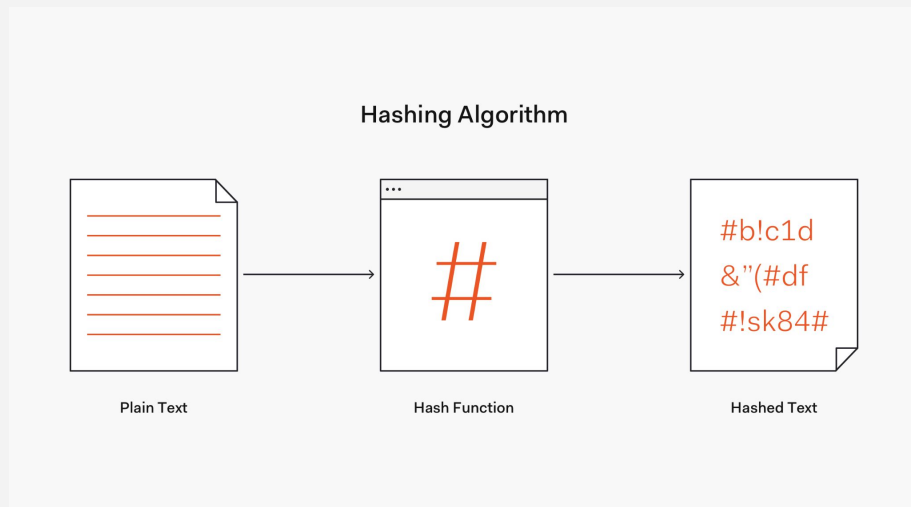 Hashing Algorithm
#
#b!c1d
&”(#df
#!sk84#
Plain Text
Hash Function
Hashed Text